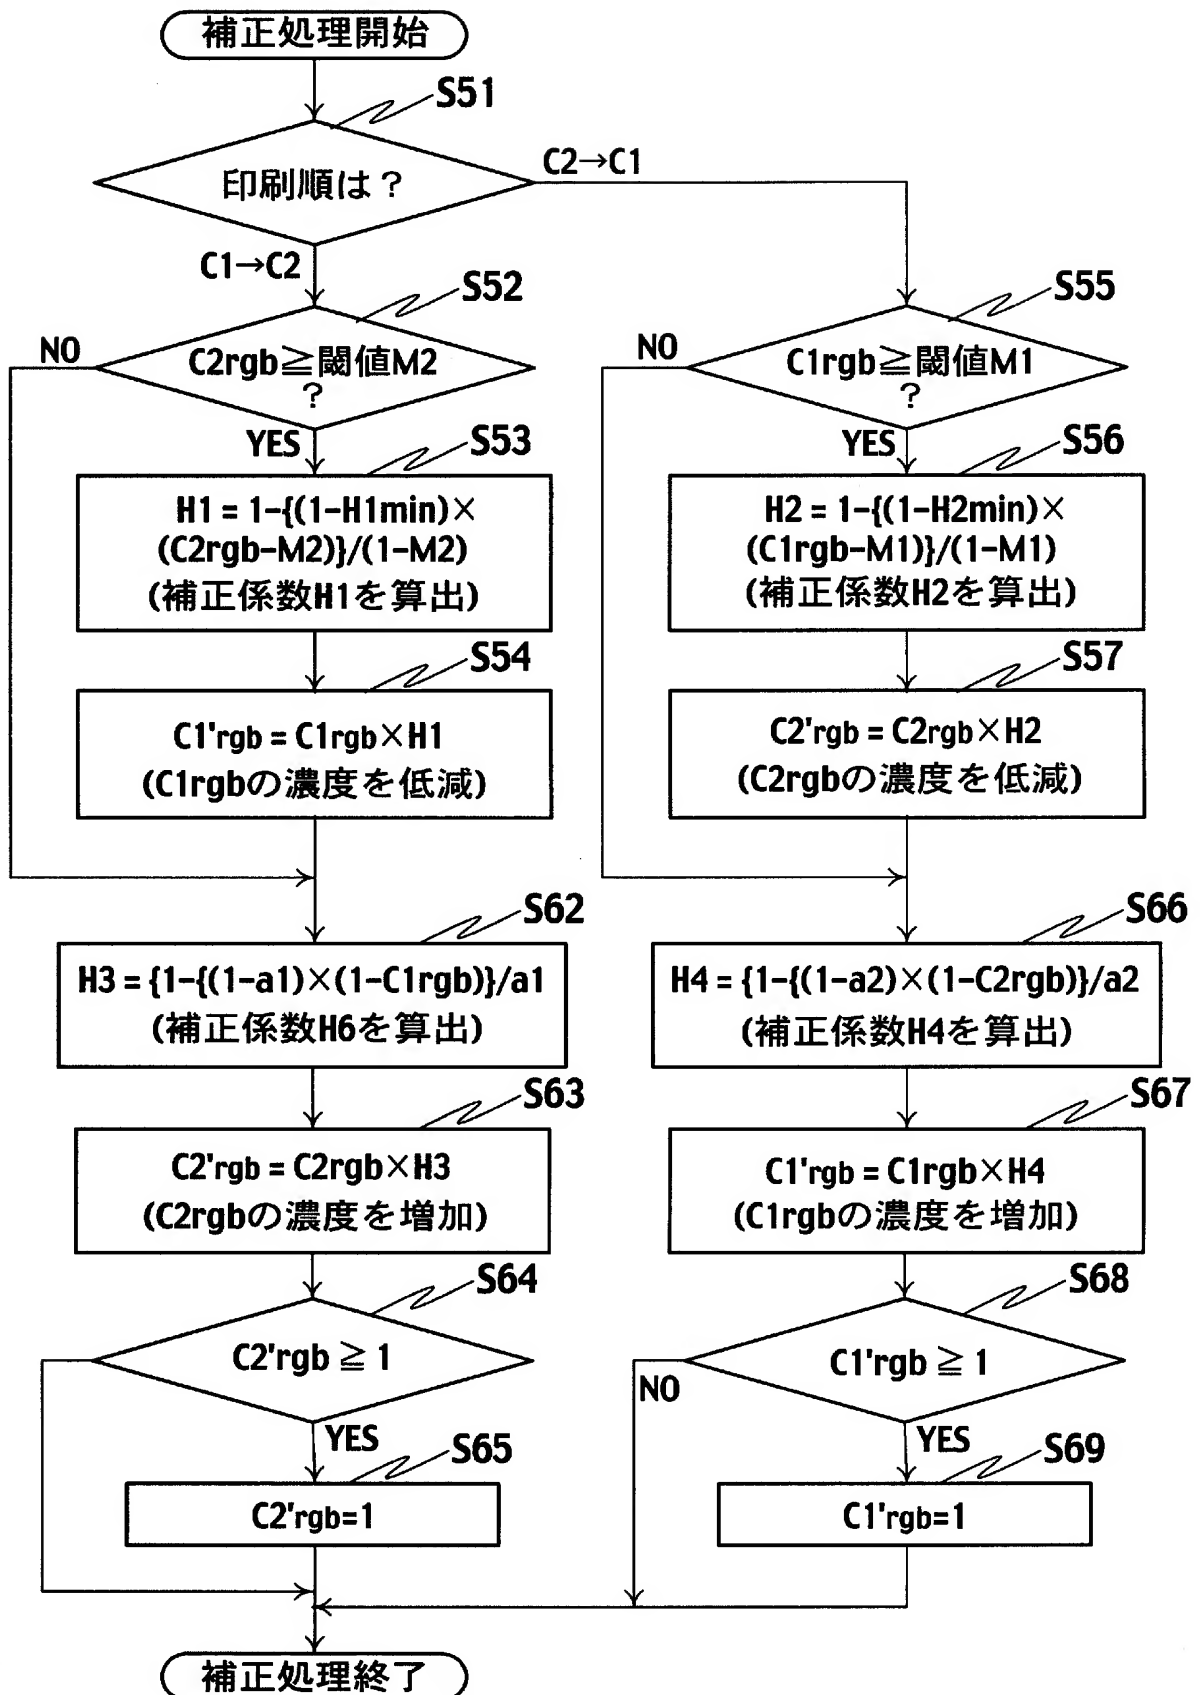 補正処理開始
S51
印刷順は？
C2→C1
C1→C2
S52
C2rgb≧閾値M2
？
NO
YES
S53
H1 = 1-{(1-H1min)×
(C2rgb-M2)}/(1-M2)
(補正係数H1を算出)
S54
C1'rgb = C1rgb×H1
(C1rgbの濃度を低減)
S62
H3 = {1-{(1-a1)×(1-C1rgb)}/a1
(補正係数H6を算出)
S63
C2'rgb = C2rgb×H3
(C2rgbの濃度を増加)
S64
C2'rgb ≧ 1
YES
S65
C2'rgb=1
S55
C1rgb≧閾値M1
？
NO
YES
S56
H2 = 1-{(1-H2min)×
(C1rgb-M1)}/(1-M1)
(補正係数H2を算出)
S57
C2'rgb = C2rgb×H2
(C2rgbの濃度を低減)
S66
H4 = {1-{(1-a2)×(1-C2rgb)}/a2
(補正係数H4を算出)
S67
C1'rgb = C1rgb×H4
(C1rgbの濃度を増加)
S68
C1'rgb ≧ 1
NO
YES
S69
C1'rgb=1
補正処理終了